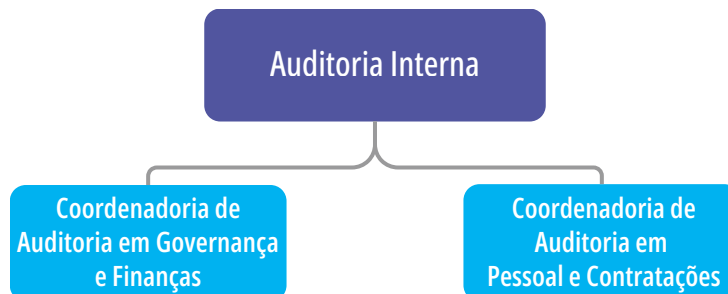 Auditoria Interna
Coordenadoria de
Auditoria em Governança
e Finanças
Coordenadoria de
Auditoria em
Pessoal e Contratações